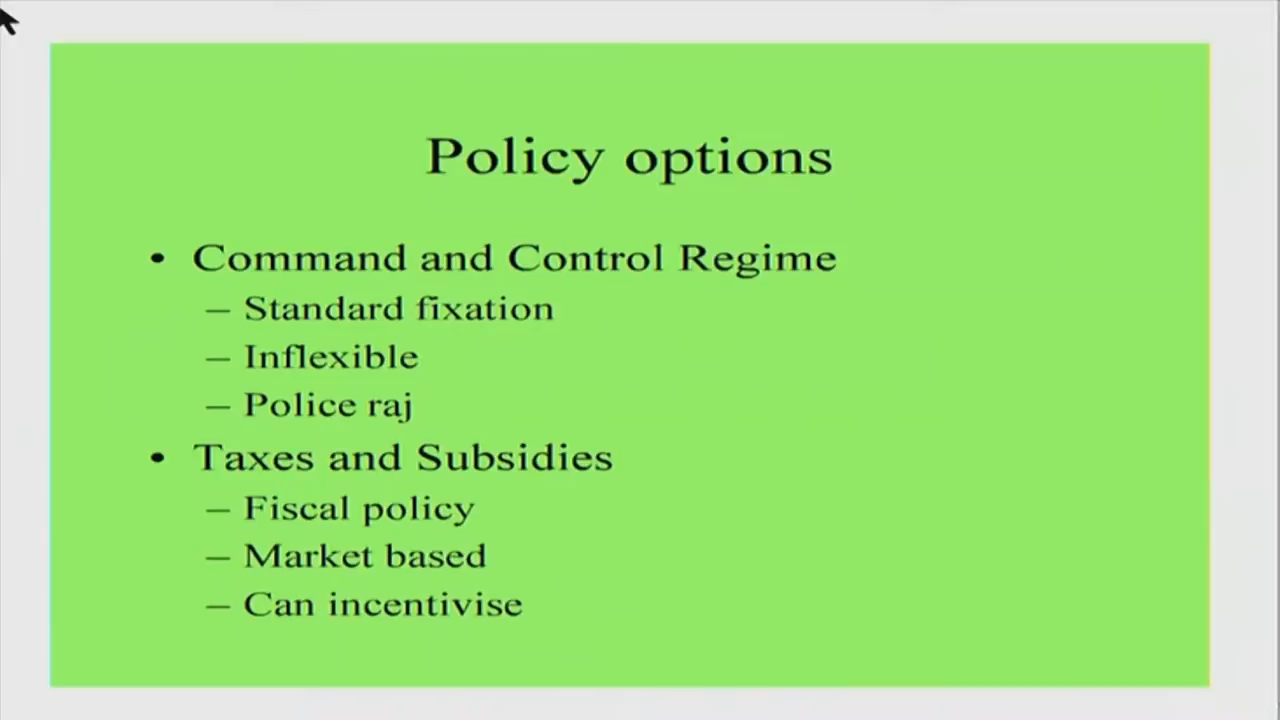 Policy options
• Command and Control Regime
– Standard fixation
– Inflexible
– Police raj
• Taxes and Subsidies
– Fiscal policy
– Market based
– Can incentivise